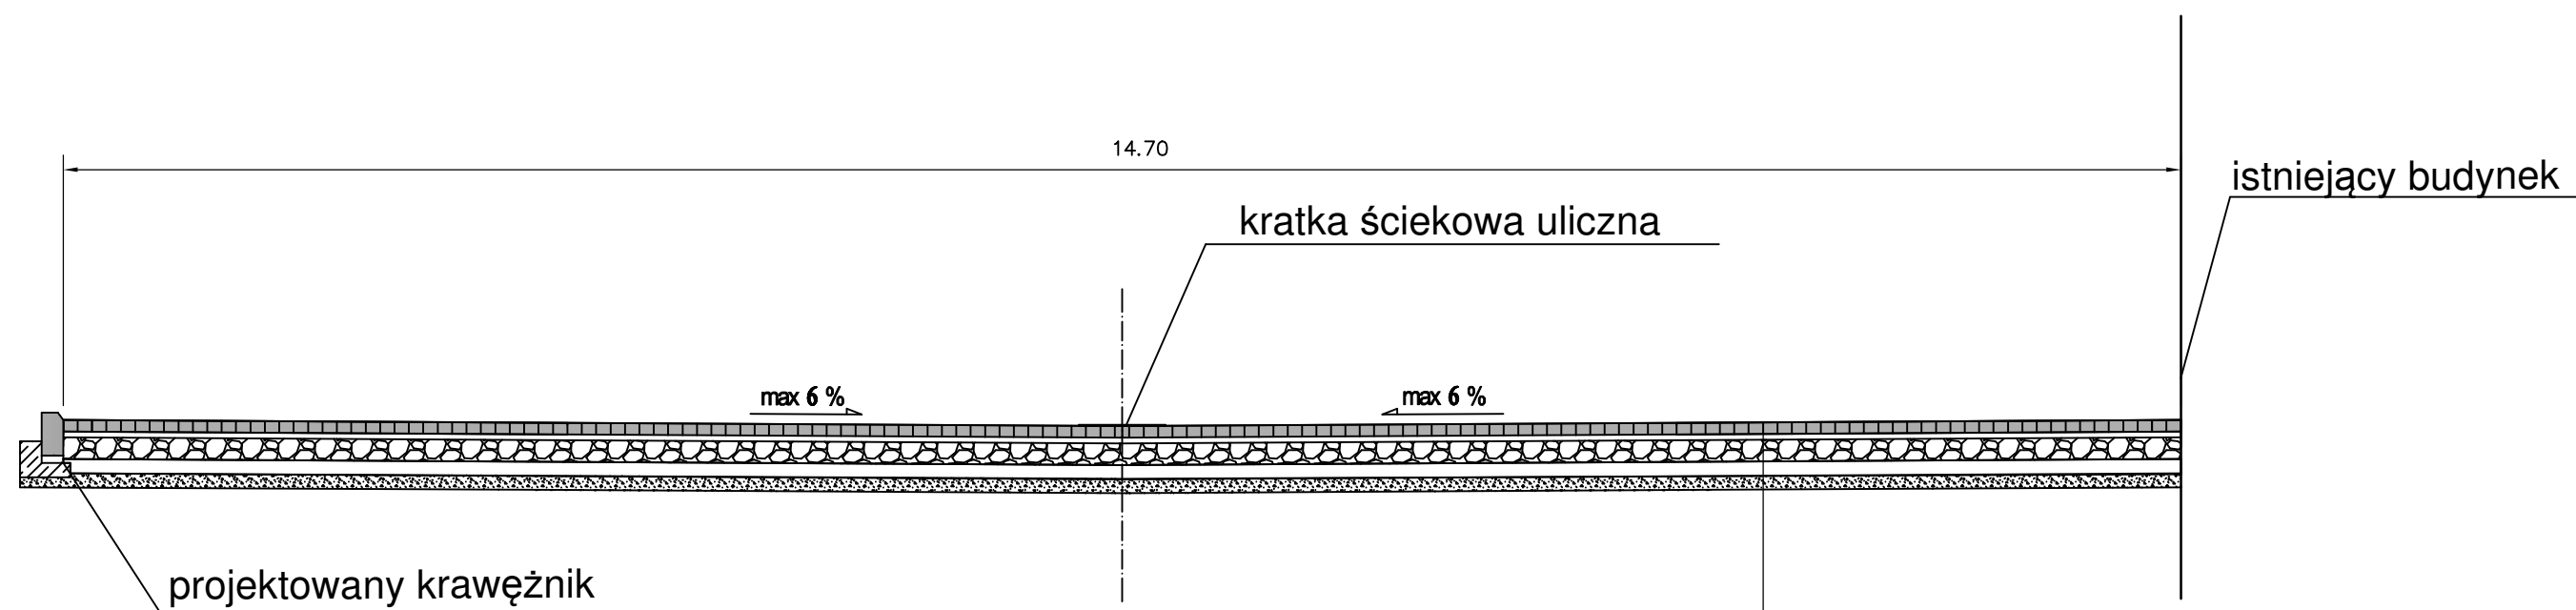 14.70
istniejący budynek
kratka ściekowa uliczna
max 6 %
max 6 %
projektowany krawężnik